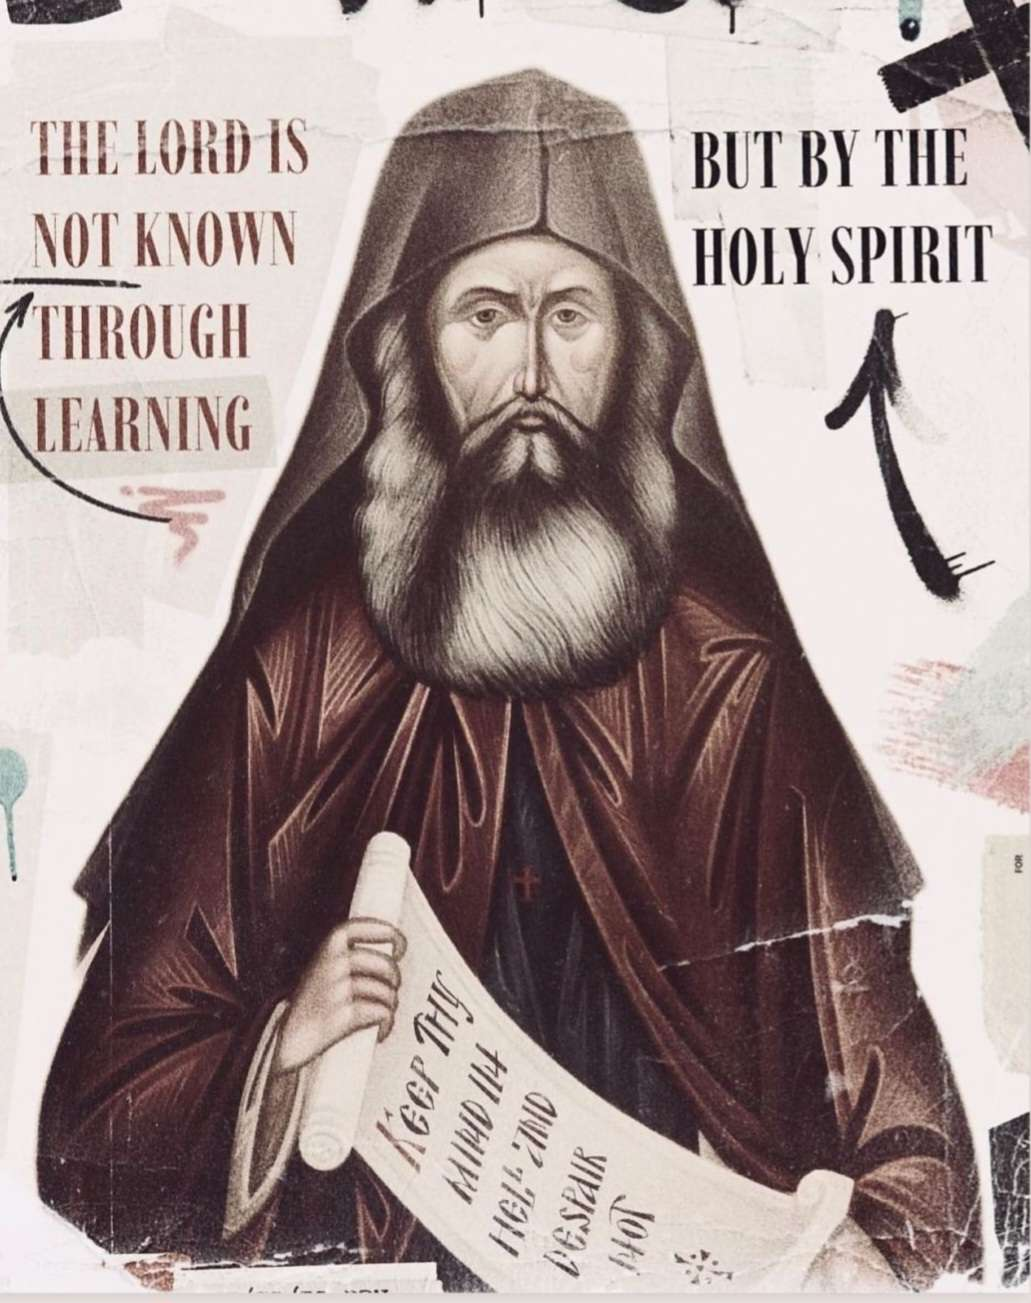 THE LORD IS
NOT KNOWN
THROUGH
LEARNING
BUT BY THE
HOLY SPIRIT
KEEP THY
MIND IN
HELL AND
DESPAIR
NOT
FOR